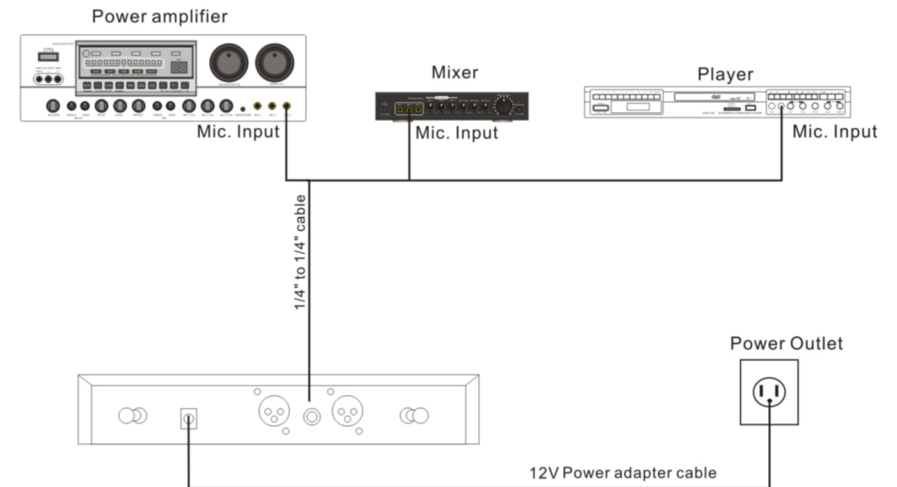 Power amplifier
Mixer
Player
Mic. Input
Mic. Input
Mic. Input
1/4" to 1/4" cable
Power Outlet
12V Power adapter cable